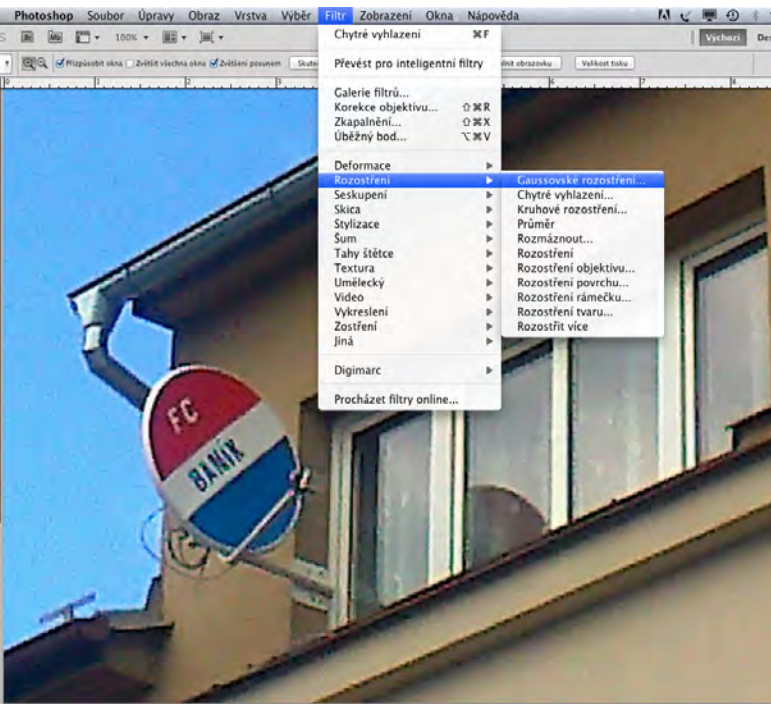 Photoshop Soubor Úpravy Obraz Vrstva Výběr Filtr Zobrazení Okna Nápověda
100% Výchozí
Přizpůsobit okna Zvětšit všechna okna Zvětšení posunem Velikost tisku
Chytré vyhlazení ⌘F
Převést pro inteligentní filtry
Galerie filtrů...
Korekce objektivu... ⇧⌘R
Zkapalnění... ⇧⌘X
Úběžný bod... ⌥⌘V
Deformace
Rozostření
Seskupení
Skica
Stylizace
Šum
Tahy štětce
Textura
Umělecký
Video
Vykreslení
Zostření
Jiná
Digimarc
Procházet filtry online...
Gaussovské rozostření...
Chytré vyhlazení...
Kruhové rozostření...
Průměr
Rozmáznout...
Rozostření
Rozostření objektivu...
Rozostření povrchu...
Rozostření rámečku...
Rozostření tvaru...
Rozostřit více
FC
BANÍK